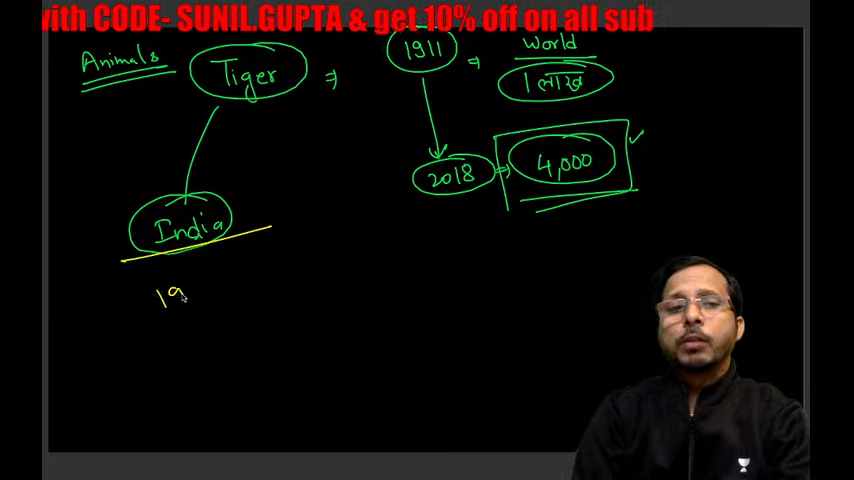 with CODE- SUNIL.GUPTA & get 10% off on all sub
Animals Tiger ⇒ 1911 ⇒ World
1 लाख
2018 ⇒ 4,000 ✓
India
19